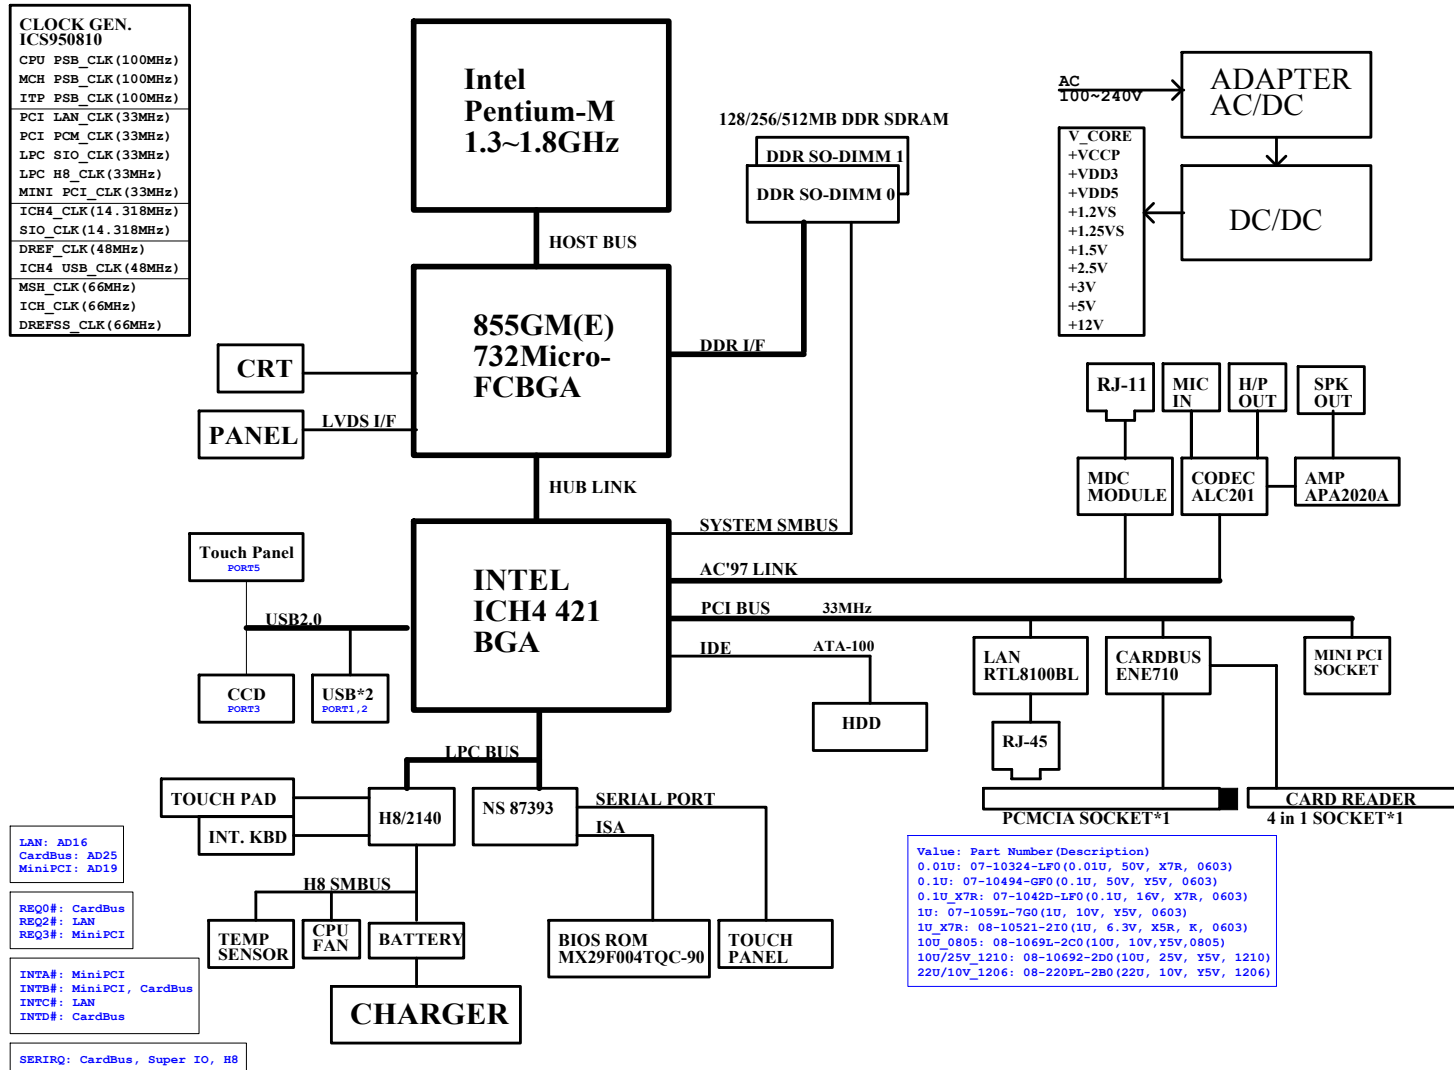 CLOCK GEN.
ICS950810
CPU PSB_CLK(100MHz)
MCH PSB_CLK(100MHz)
ITP PSB_CLK(100MHz)
PCI LAN_CLK(33MHz)
PCI PCM_CLK(33MHz)
LPC SIO_CLK(33MHz)
LPC H8_CLK(33MHz)
MINI PCI_CLK(33MHz)
ICH4_CLK(14.318MHz)
SIO_CLK(14.318MHz)
DREF_CLK(48MHz)
ICH4 USB_CLK(48MHz)
MSH_CLK(66MHz)
ICH_CLK(66MHz)
DREFSS_CLK(66MHz)
Intel
Pentium-M
1.3~1.8GHz
128/256/512MB DDR SDRAM
DDR SO-DIMM 1
DDR SO-DIMM 0
AC
100~240V
ADAPTER
AC/DC
DC/DC
V_CORE
+VCCP
+VDD3
+VDD5
+1.2VS
+1.25VS
+1.5V
+2.5V
+3V
+5V
+12V
HOST BUS
855GM(E)
732Micro-
FCBGA
DDR I/F
CRT
PANEL
LVDS I/F
HUB LINK
RJ-11
MIC
IN
H/P
OUT
SPK
OUT
MDC
MODULE
CODEC
ALC201
AMP
APA2020A
SYSTEM SMBUS
AC'97 LINK
PCI BUS
33MHz
IDE
ATA-100
INTEL
ICH4 421
BGA
Touch Panel
PORT5
USB2.0
CCD
PORT3
USB*2
PORT1,2
HDD
LAN
RTL8100BL
CARDBUS
ENE710
MINI PCI
SOCKET
RJ-45
PCMCIA SOCKET*1
CARD READER
4 in 1 SOCKET*1
LPC BUS
TOUCH PAD
INT. KBD
H8/2140
NS 87393
SERIAL PORT
ISA
H8 SMBUS
TEMP
SENSOR
CPU
FAN
BATTERY
CHARGER
BIOS ROM
MX29F004TQC-90
TOUCH
PANEL
LAN: AD16
CardBus: AD25
MiniPCI: AD19
REQ0#: CardBus
REQ2#: LAN
REQ3#: MiniPCI
INTA#: MiniPCI
INTB#: MiniPCI, CardBus
INTC#: LAN
INTD#: CardBus
SERIRQ: CardBus, Super IO, H8
Value: Part Number(Description)
0.01U: 07-10324-LF0(0.01U, 50V, X7R, 0603)
0.1U: 07-10494-GF0(0.1U, 50V, Y5V, 0603)
0.1U_X7R: 07-1042D-LF0(0.1U, 16V, X7R, 0603)
1U: 07-1059L-7G0(1U, 10V, Y5V, 0603)
1U_X7R: 08-10521-2I0(1U, 6.3V, X5R, K, 0603)
10U_0805: 08-1069L-2C0(10U, 10V,Y5V,0805)
10U/25V_1210: 08-10692-2D0(10U, 25V, Y5V, 1210)
22U/10V_1206: 08-220PL-2B0(22U, 10V, Y5V, 1206)